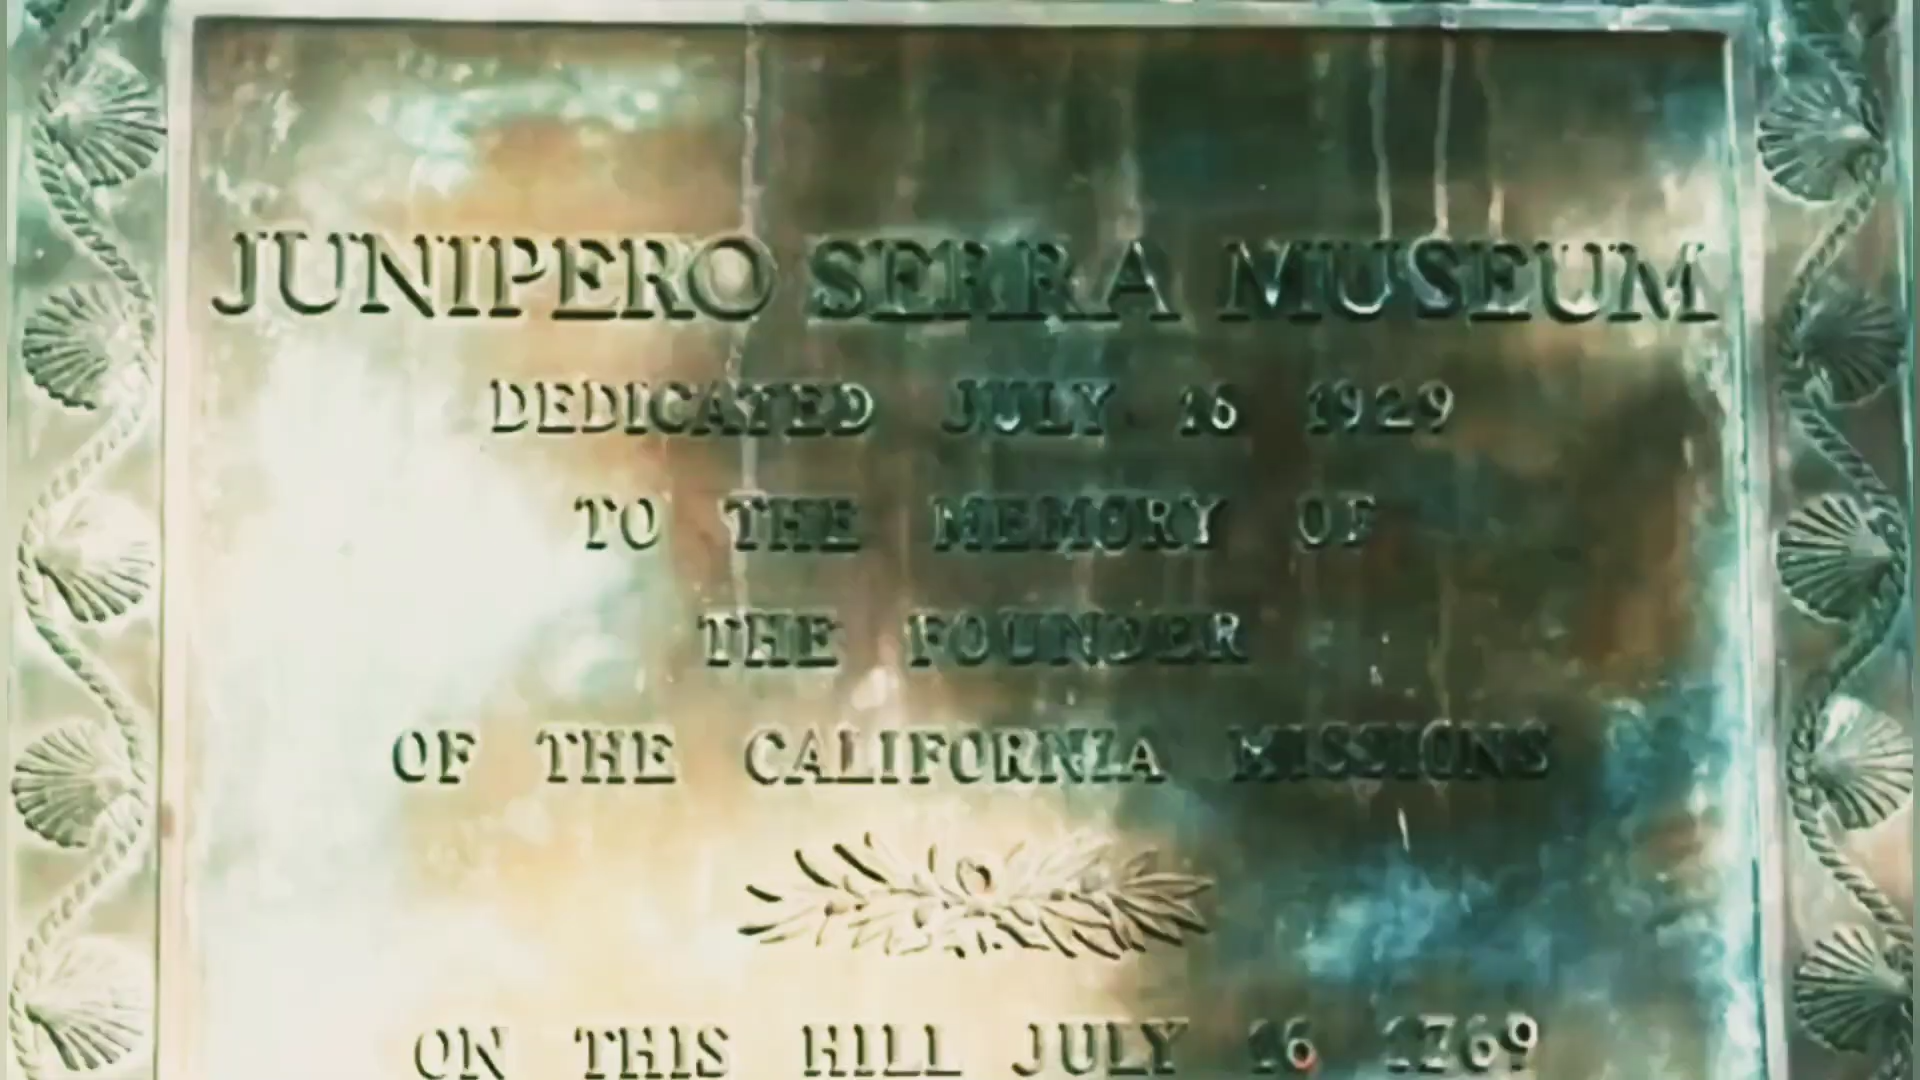 JUNIPERO SERRA MUSEUM
DEDICATED JULY 16 1929
TO THE MEMORY OF
THE FOUNDER
OF THE CALIFORNIA MISSIONS
ON THIS HILL JULY 16 1769